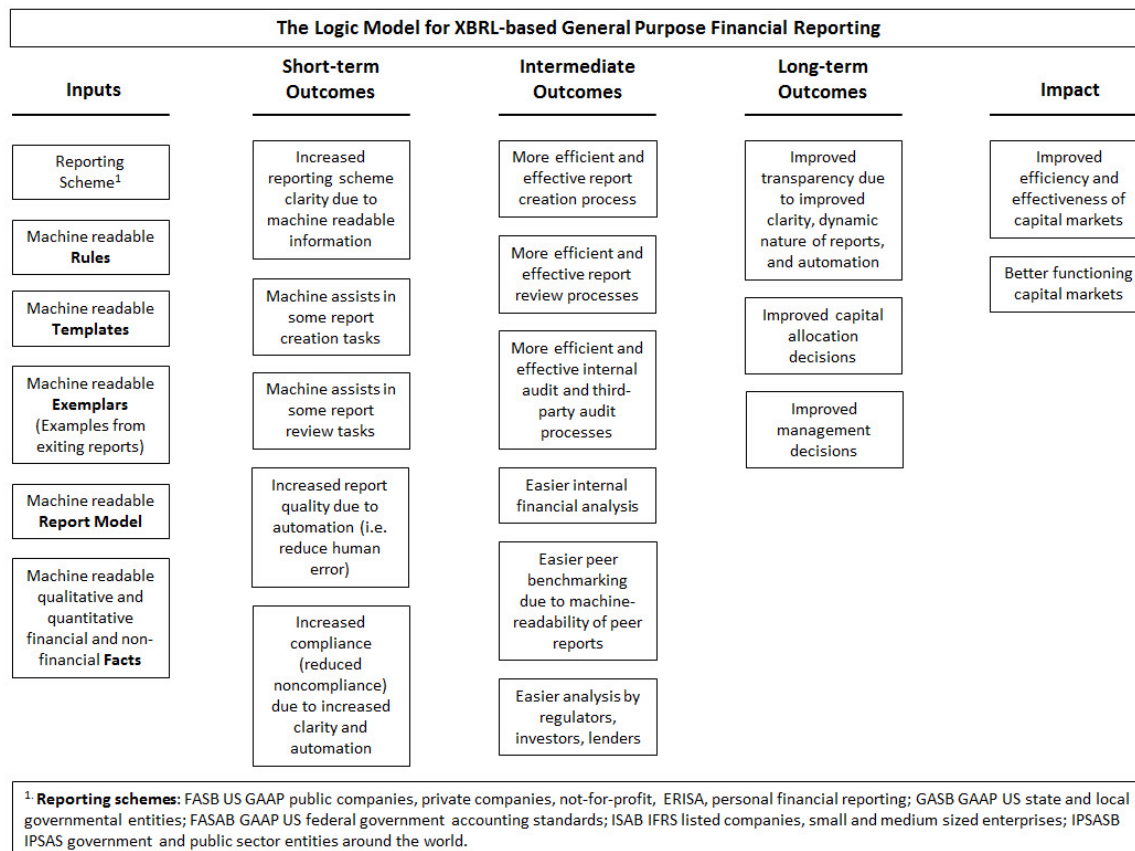 The Logic Model for XBRL-based General Purpose Financial Reporting
Inputs
Short-term
Outcomes
Intermediate
Outcomes
Long-term
Outcomes
Impact
Reporting
Scheme1
Machine readable
Rules
Machine readable
Templates
Machine readable
Exemplars
(Examples from
exiting reports)
Machine readable
Report Model
Machine readable
qualitative and
quantitative
financial and non-
financial Facts
Increased
reporting scheme
clarity due to
machine readable
information
Machine assists in
some report
creation tasks
Machine assists in
some report
review tasks
Increased report
quality due to
automation (i.e.
reduce human
error)
Increased
compliance
(reduced
noncompliance)
due to increased
clarity and
automation
More efficient and
effective report
creation process
More efficient and
effective report
review processes
More efficient and
effective internal
audit and third-
party audit
processes
Easier internal
financial analysis
Easier peer
benchmarking
due to machine-
readability of peer
reports
Easier analysis by
regulators,
investors, lenders
Improved
transparency due
to improved
clarity, dynamic
nature of reports,
and automation
Improved capital
allocation
decisions
Improved
management
decisions
Improved
efficiency and
effectiveness of
capital markets
Better functioning
capital markets
1. Reporting schemes: FASB US GAAP public companies, private companies, not-for-profit, ERISA, personal financial reporting; GASB GAAP US state and local
governmental entities; FASAB GAAP US federal government accounting standards; ISAB IFRS listed companies, small and medium sized enterprises; IPSASB
IPSAS government and public sector entities around the world.